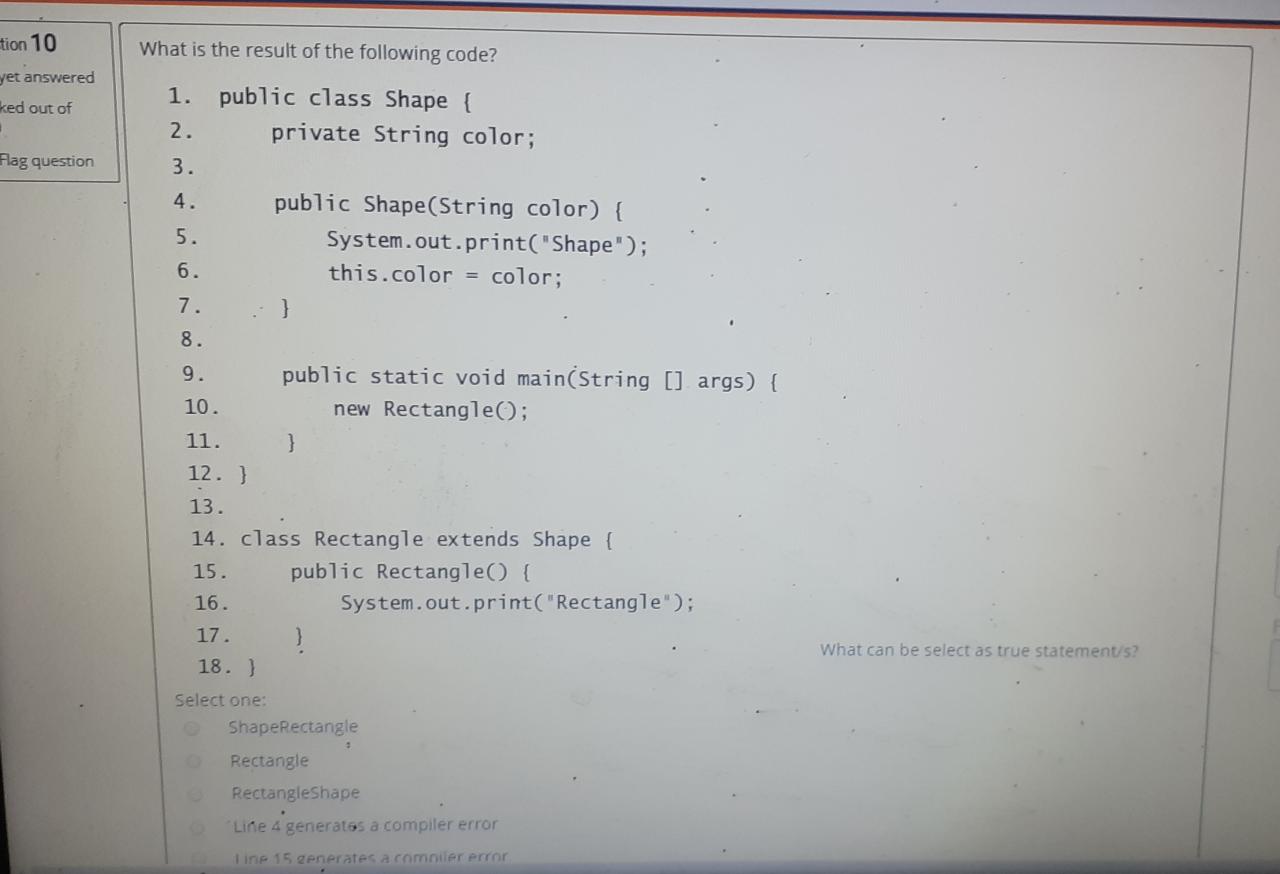 tion 10
yet answered
ked out of
Flag question
What is the result of the following code?
1. public class Shape {
2. private String color;
3.
4. public Shape(String color) {
5. System.out.print("Shape");
6. this.color = color;
7. }
8.
9. public static void main(String [] args) {
10. new Rectangle();
11. }
12. }
13.
14. class Rectangle extends Shape {
15. public Rectangle() {
16. System.out.print("Rectangle");
17. }
18. }
What can be select as true statement/s?
Select one:
ShapeRectangle
Rectangle
RectangleShape
Line 4 generates a compiler error
Line 15 generates a compiler error